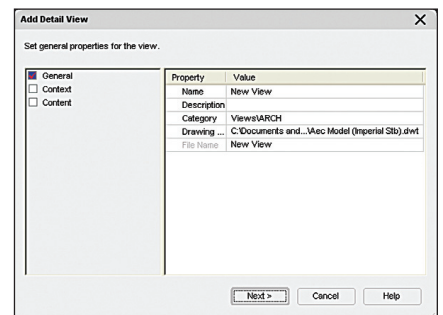 Add Detail View
Set general properties for the view.
General
Context
Content
Property Value
Name New View
Description
Category Views\ARCH
Drawing ... C:\Documents and...\Aec Model (Imperial Stb).dwt
File Name New View
Next > Cancel Help